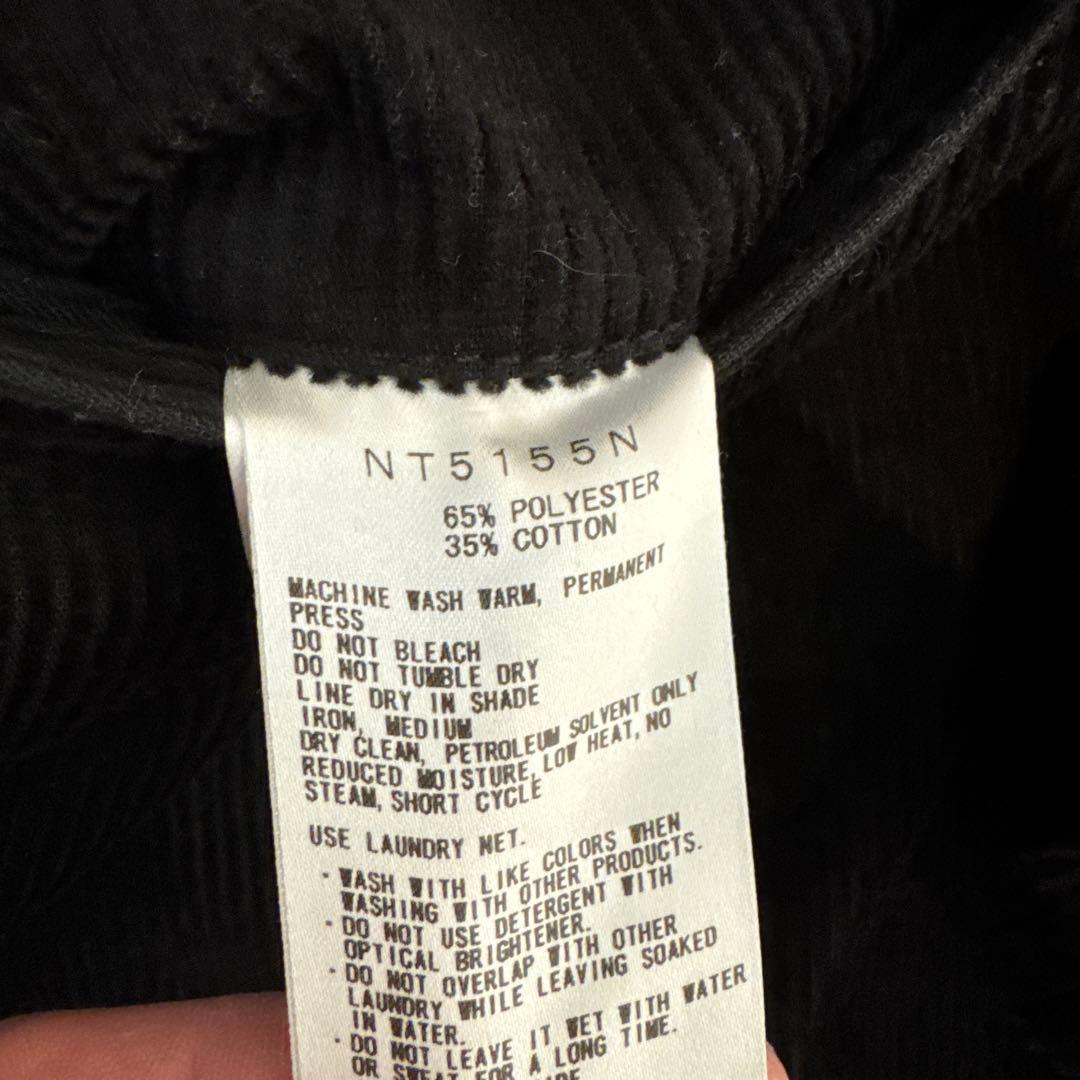 NT5155N
65% POLYESTER
35% COTTON
MACHINE WASH WARM, PERMANENT
PRESS
DO NOT BLEACH
DO NOT TUMBLE DRY
LINE DRY IN SHADE
IRON, MEDIUM
DRY CLEAN, PETROLEUM SOLVENT ONLY
REDUCED MOISTURE, LOW HEAT, NO
STEAM, SHORT CYCLE
USE LAUNDRY NET.
· WASH WITH LIKE COLORS WHEN
WASHING WITH OTHER PRODUCTS.
· DO NOT USE DETERGENT WITH
OPTICAL BRIGHTENER.
· DO NOT OVERLAP WITH OTHER
LAUNDRY WHILE LEAVING SOAKED
IN WATER.
· DO NOT LEAVE IT WET WITH WATER
OR SWEAT FOR A LONG TIME.